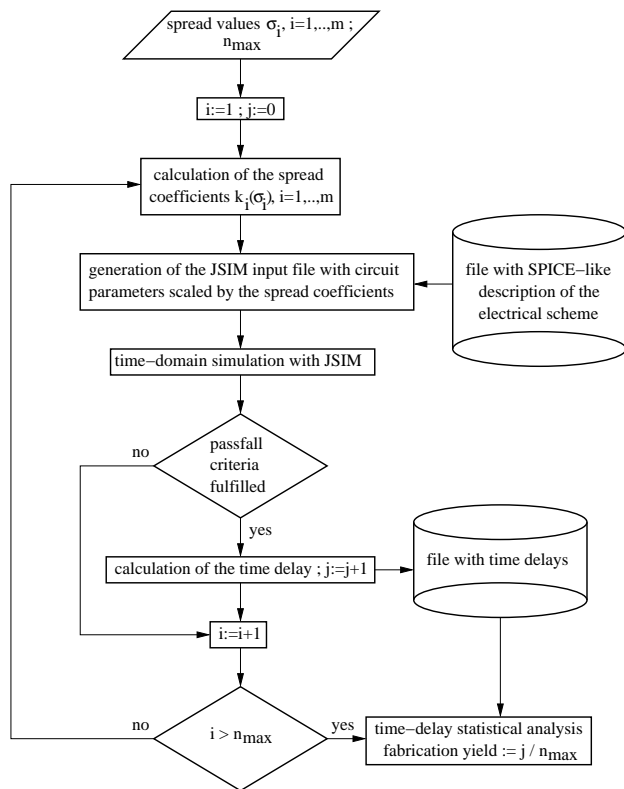 spread values σi, i=1,..,m ;
nmax
i:=1 ; j:=0
calculation of the spread
coefficients ki(σi), i=1,..,m
generation of the JSIM input file with circuit
parameters scaled by the spread coefficients
file with SPICE−like
description of the
electrical scheme
time−domain simulation with JSIM
no
passfall
criteria
fulfilled
yes
calculation of the time delay ; j:=j+1
file with time delays
i:=i+1
no
i > nmax
yes
time−delay statistical analysis
fabrication yield := j / nmax